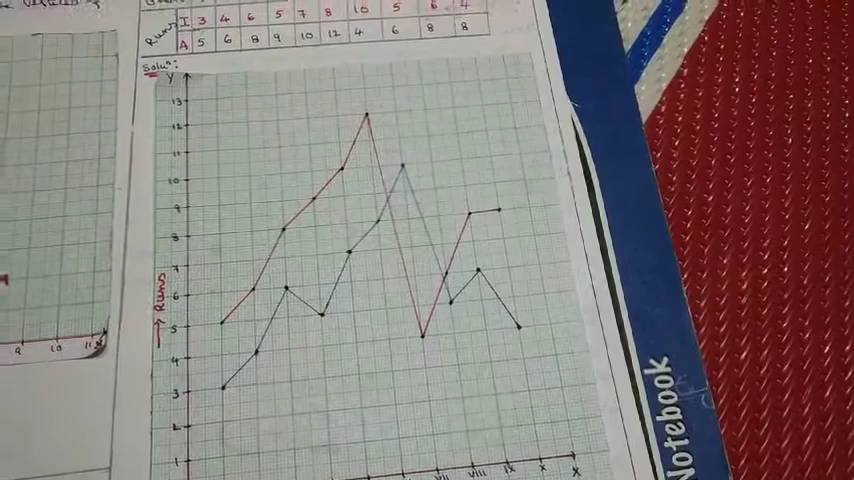 Runs
I 3 4 6 5 7 8 10 5 6 4
A 5 6 8 9 10 12 4 6 8 8
Solun:
Y
13
12
11
10
9
8
7
6
5
4
3
2
1
→ Runs
VII VIII IX X X
9 10 11 X
Notebook